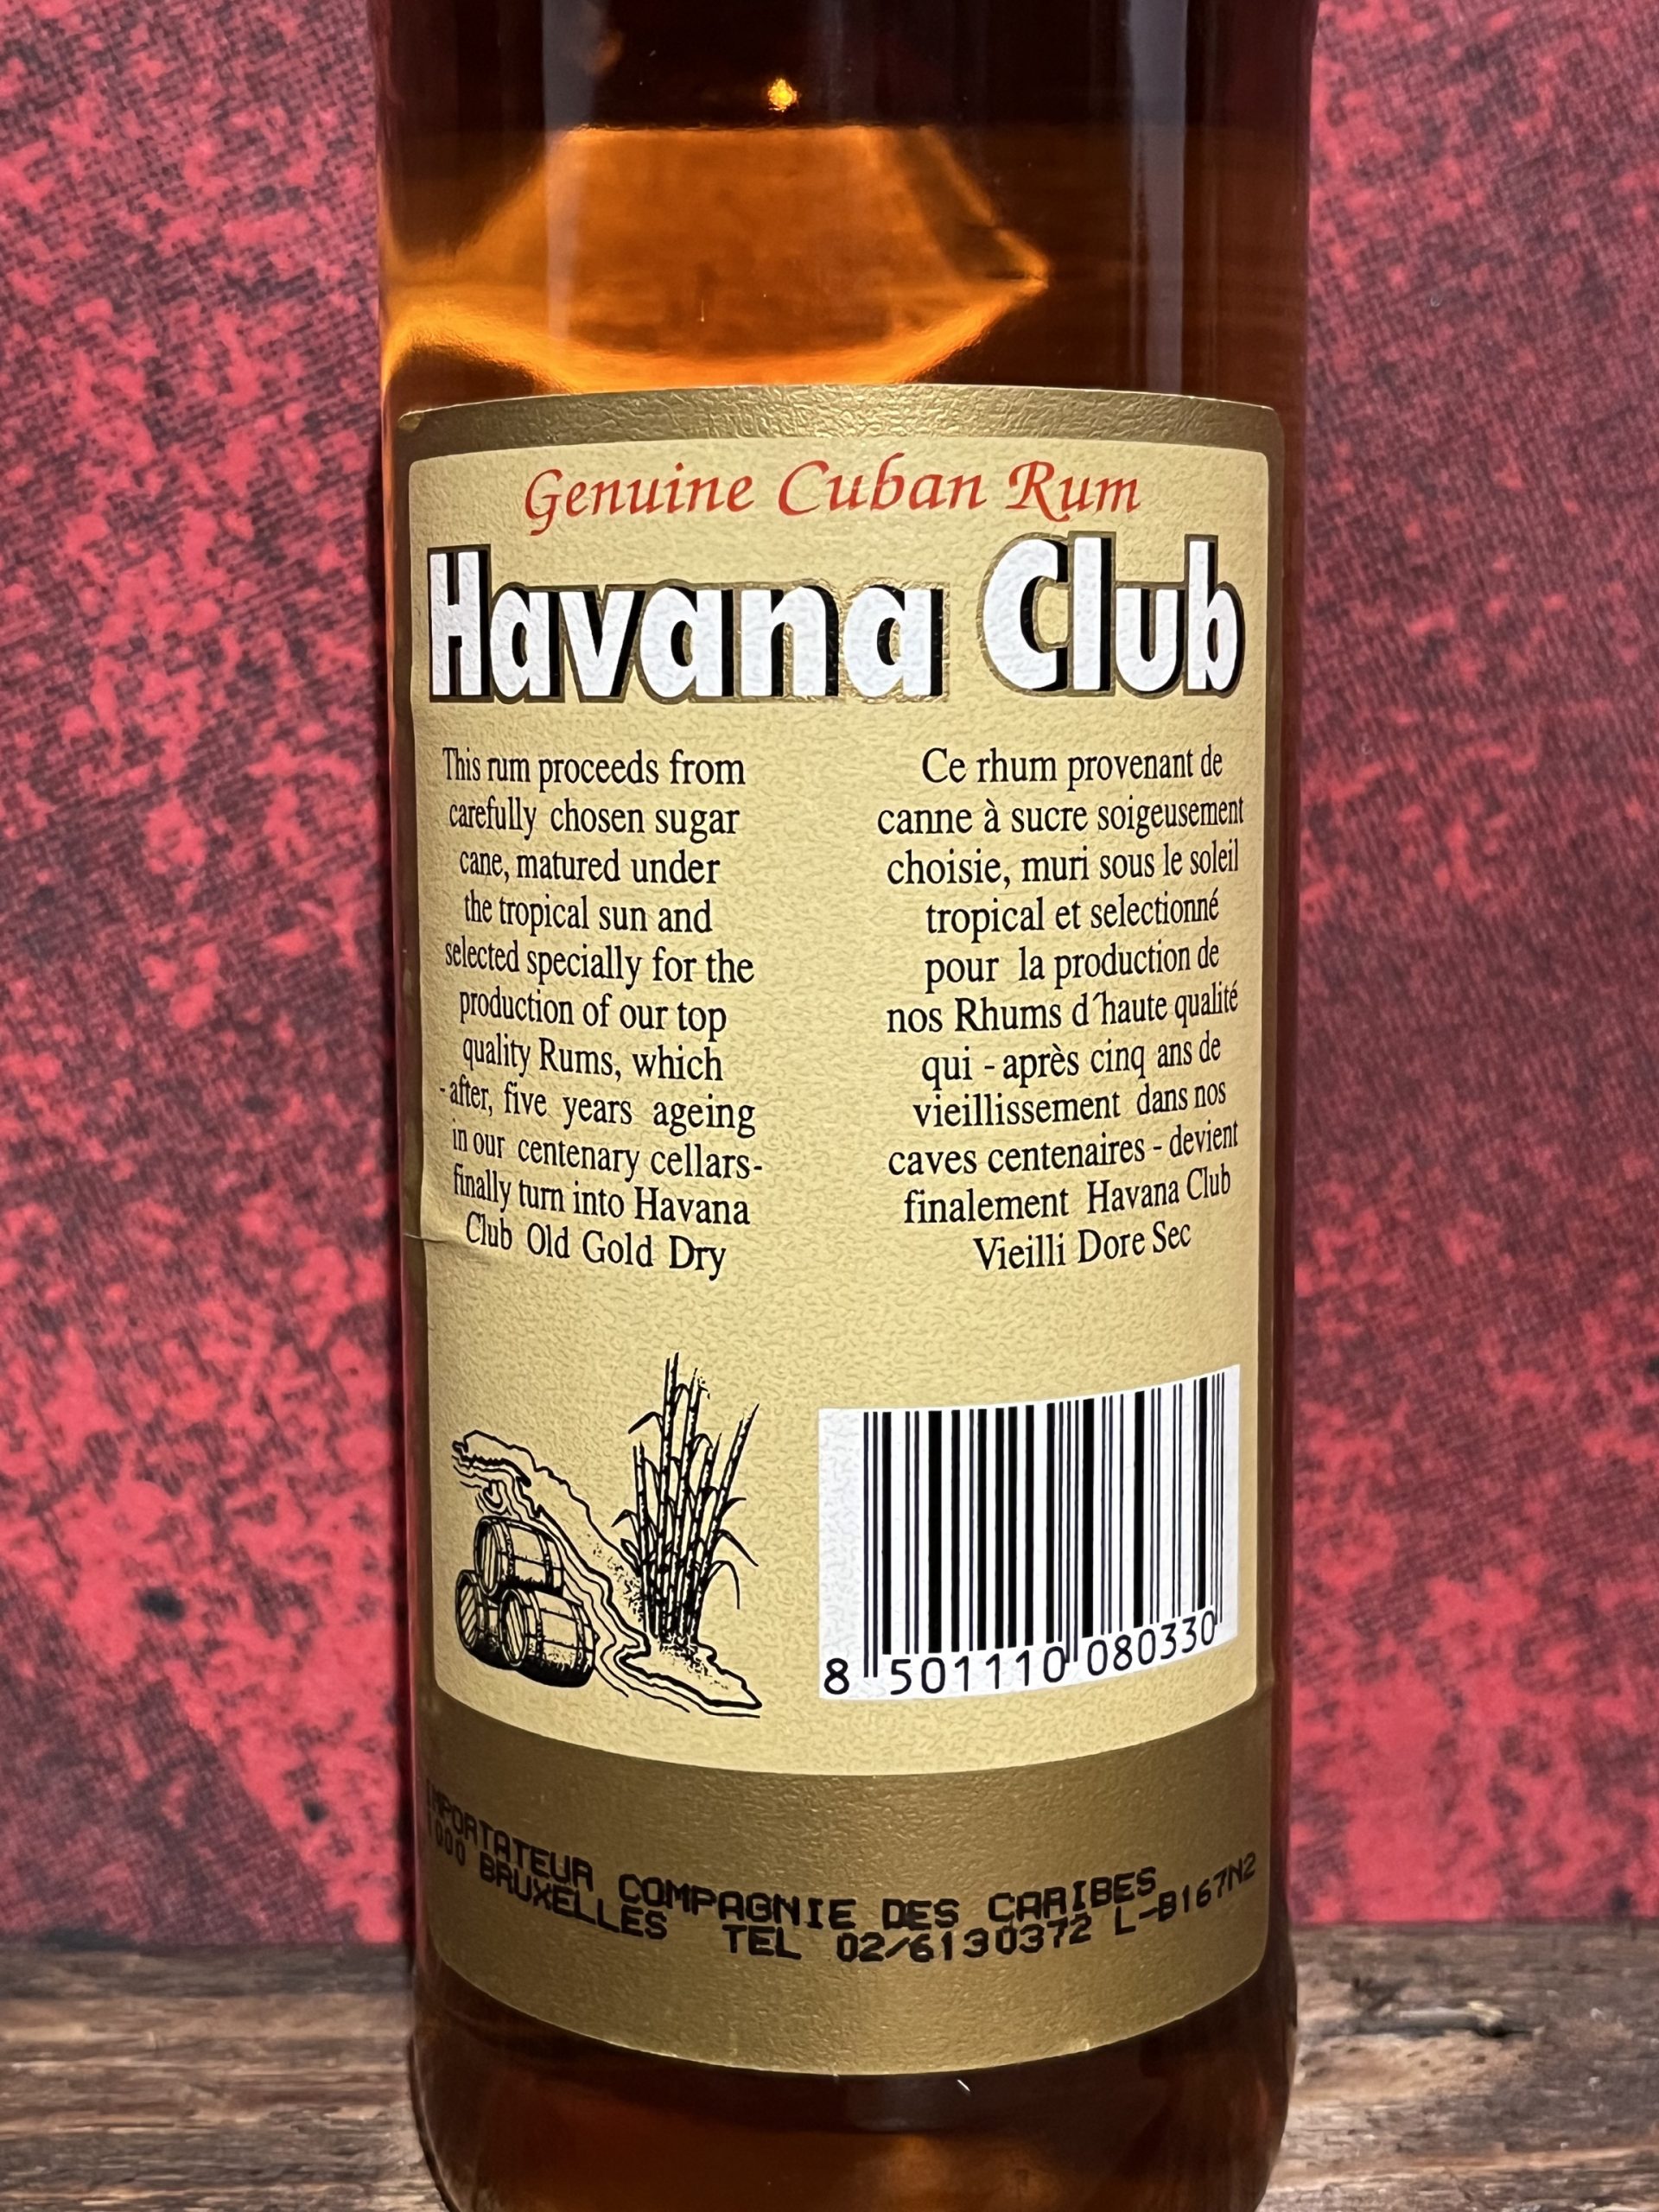 Genuine Cuban Rum
Havana Club
This rum proceeds from
carefully chosen sugar
cane, matured under
the tropical sun and
selected specially for the
production of our top
quality Rums, which
-after, five years ageing
in our centenary cellars-
finally turn into Havana
Club Old Gold Dry
Ce rhum provenant de
canne à sucre soigeusement
choisie, muri sous le soleil
tropical et selectionné
pour la production de
nos Rhums d´haute qualité
qui - après cinq ans de
vieillissement dans nos
caves centenaires - devient
finalement Havana Club
Vieilli Dore Sec
8 501110 080330
IMPORTATEUR COMPAGNIE DES CARIBES
1000 BRUXELLES TEL 02/6130372 L-B167N2